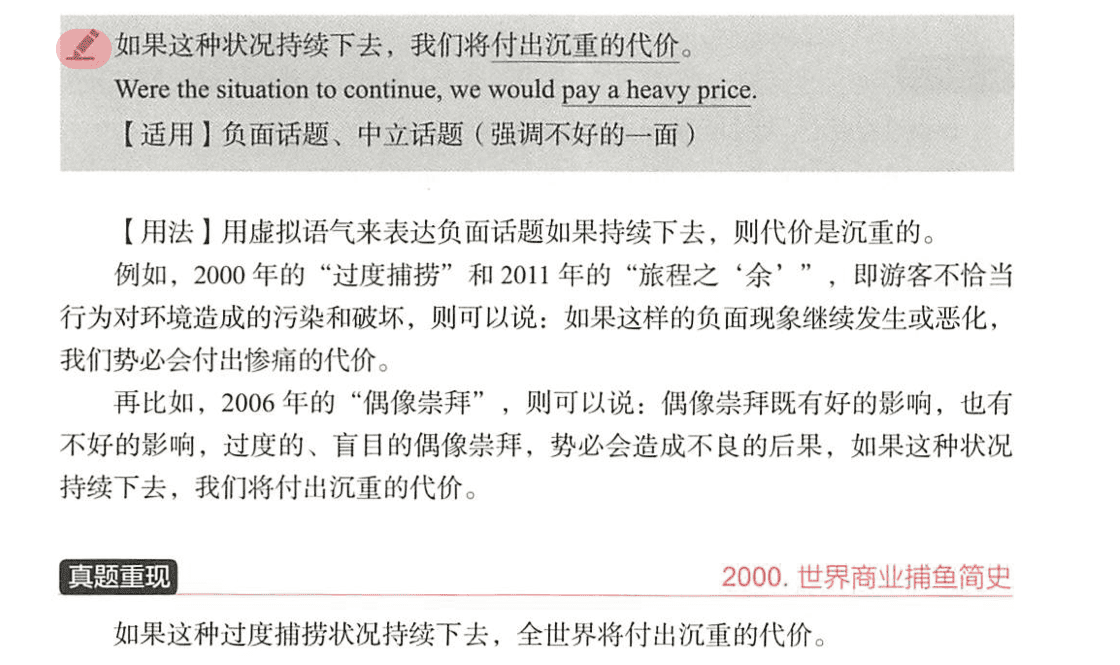 如果这种状况持续下去，我们将付出沉重的代价。
Were the situation to continue, we would pay a heavy price.
【适用】负面话题、中立话题（强调不好的一面）
【用法】用虚拟语气来表达负面话题如果持续下去，则代价是沉重的。
例如，2000 年的“过度捕捞”和 2011 年的“旅程之‘余’”，即游客不恰当
行为对环境造成的污染和破坏，则可以说：如果这样的负面现象继续发生或恶化，
我们势必会付出惨痛的代价。
再比如，2006 年的“偶像崇拜”，则可以说：偶像崇拜既有好的影响，也有
不好的影响，过度的、盲目的偶像崇拜，势必会造成不良的后果，如果这种状况
持续下去，我们将付出沉重的代价。
真题重现 2000. 世界商业捕鱼简史
如果这种过度捕捞状况持续下去，全世界将付出沉重的代价。